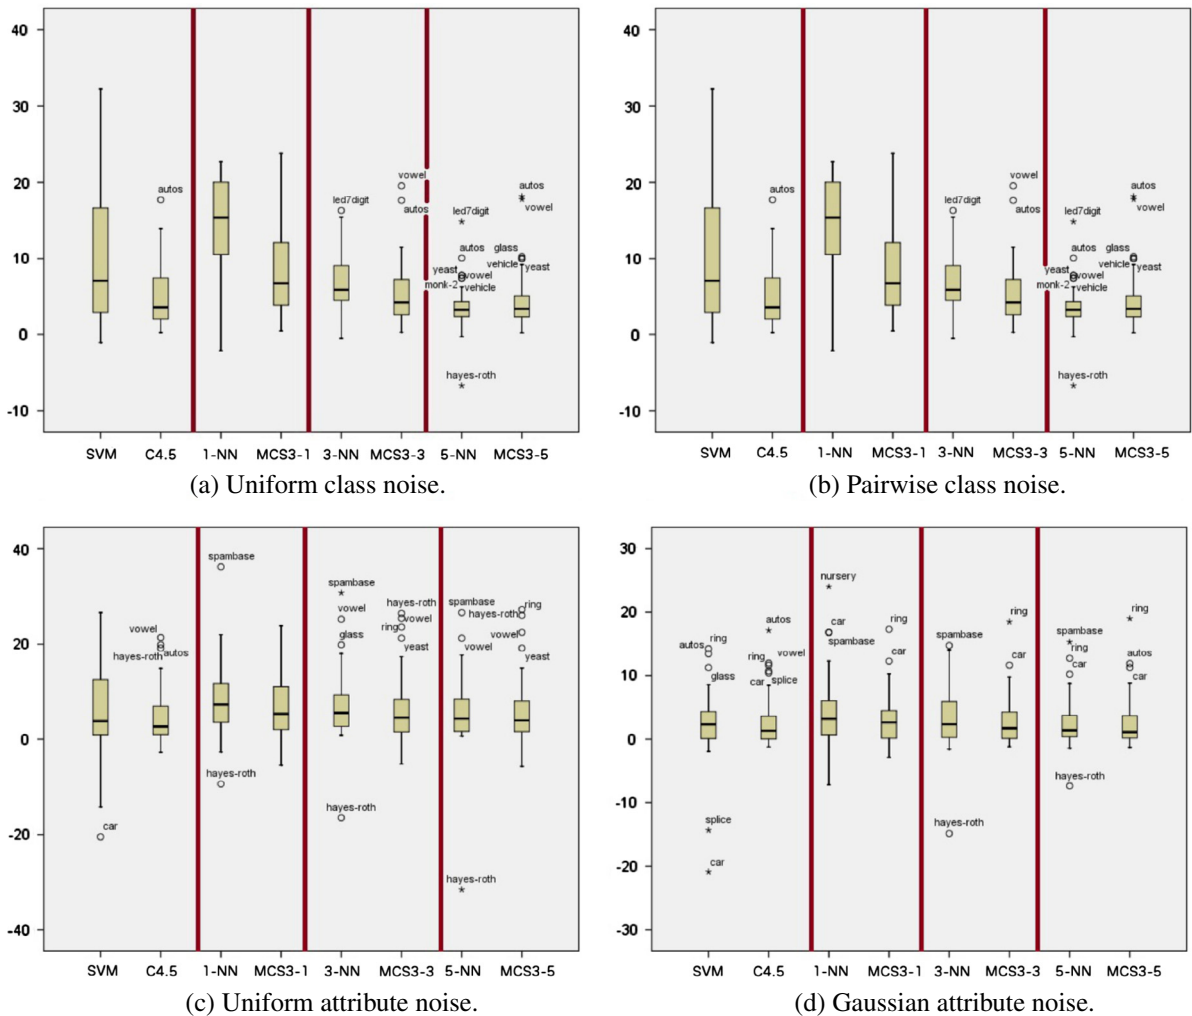 40
30
20
10
0
-10
autos
led7digit
vowel
autos
led7digit
autos
yeast
vowel
monk-2
vehicle
hayes-roth
autos
vowel
glass
vehicle
yeast
SVM C4.5 1-NN MCS3-1 3-NN MCS3-3 5-NN MCS3-5
(a) Uniform class noise.
40
30
20
10
0
-10
autos
led7digit
vowel
autos
led7digit
autos
yeast
vowel
monk-2
vehicle
hayes-roth
autos
vowel
glass
vehicle
yeast
SVM C4.5 1-NN MCS3-1 3-NN MCS3-3 5-NN MCS3-5
(b) Pairwise class noise.
40
20
0
-20
-40
car
vowel
hayes-roth
autos
spambase
hayes-roth
spambase
vowel
glass
hayes-roth
hayes-roth
vowel
ring
yeast
spambase
vowel
hayes-roth
ring
hayes-roth
vowel
yeast
SVM C4.5 1-NN MCS3-1 3-NN MCS3-3 5-NN MCS3-5
(c) Uniform attribute noise.
30
20
10
0
-10
-20
-30
autos
ring
glass
splice
car
autos
ring
vowel
car
splice
nursery
car
spambase
ring
car
spambase
hayes-roth
ring
car
spambase
ring
car
hayes-roth
ring
autos
car
SVM C4.5 1-NN MCS3-1 3-NN MCS3-3 5-NN MCS3-5
(d) Gaussian attribute noise.